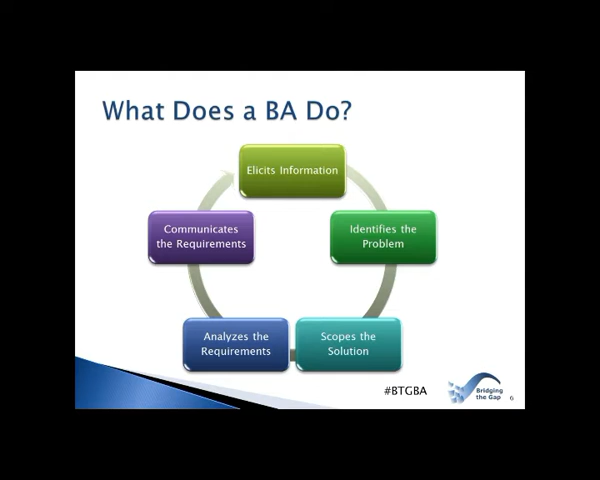 What Does a BA Do?
Elicits Information
Identifies the
Problem
Scopes the
Solution
Analyzes the
Requirements
Communicates
the Requirements
#BTGBA
Bridging
the Gap
6